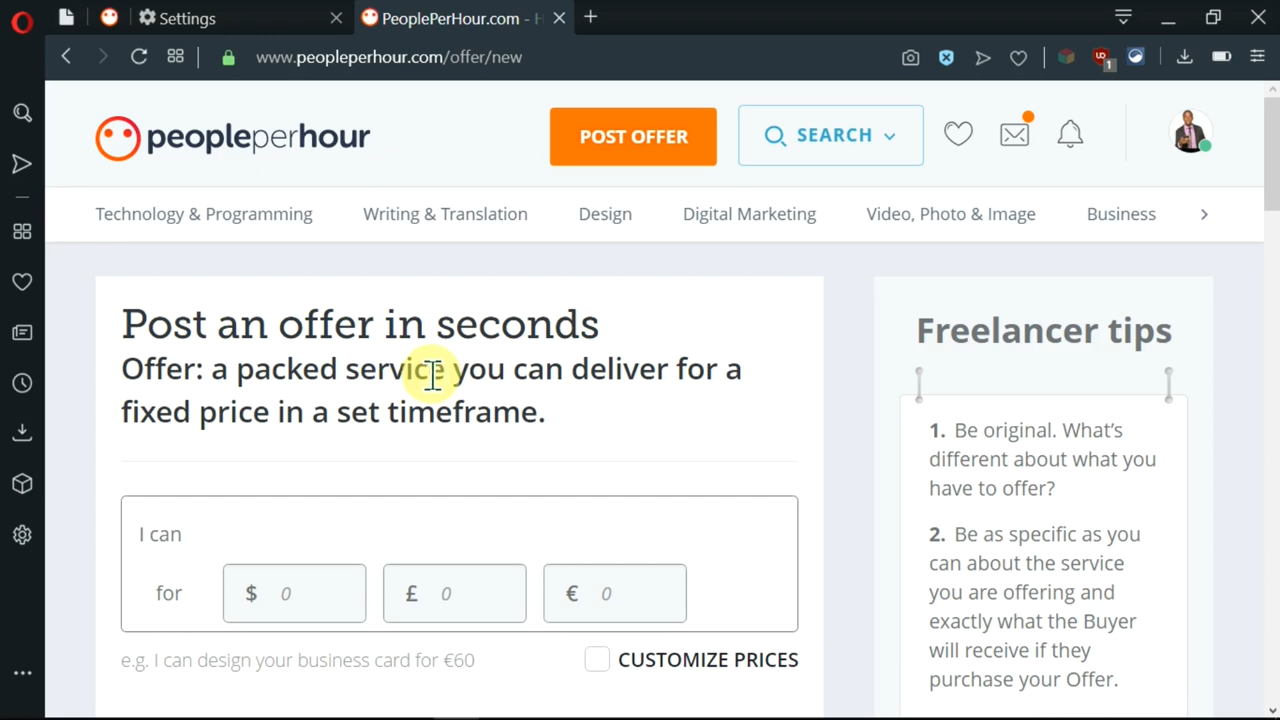 Settings
PeoplePerHour.com - H
www.peopleperhour.com/offer/new
1
peopleperhour
POST OFFER
SEARCH
Technology & Programming
Writing & Translation
Design
Digital Marketing
Video, Photo & Image
Business
Post an offer in seconds
Offer: a packed service you can deliver for a
fixed price in a set timeframe.
I can
for
$ 0
£ 0
€ 0
e.g. I can design your business card for €60
CUSTOMIZE PRICES
Freelancer tips
1. Be original. What's
different about what you
have to offer?
2. Be as specific as you
can about the service
you are offering and
exactly what the Buyer
will receive if they
purchase your Offer.